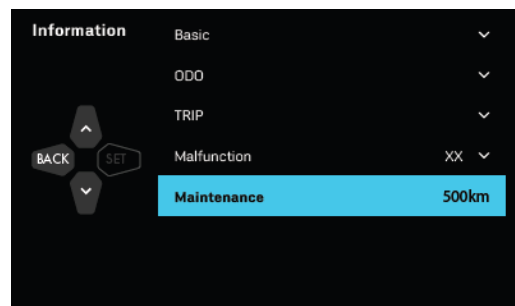 Information
Basic
ODO
TRIP
BACK
SET
Malfunction XX
Maintenance 500km